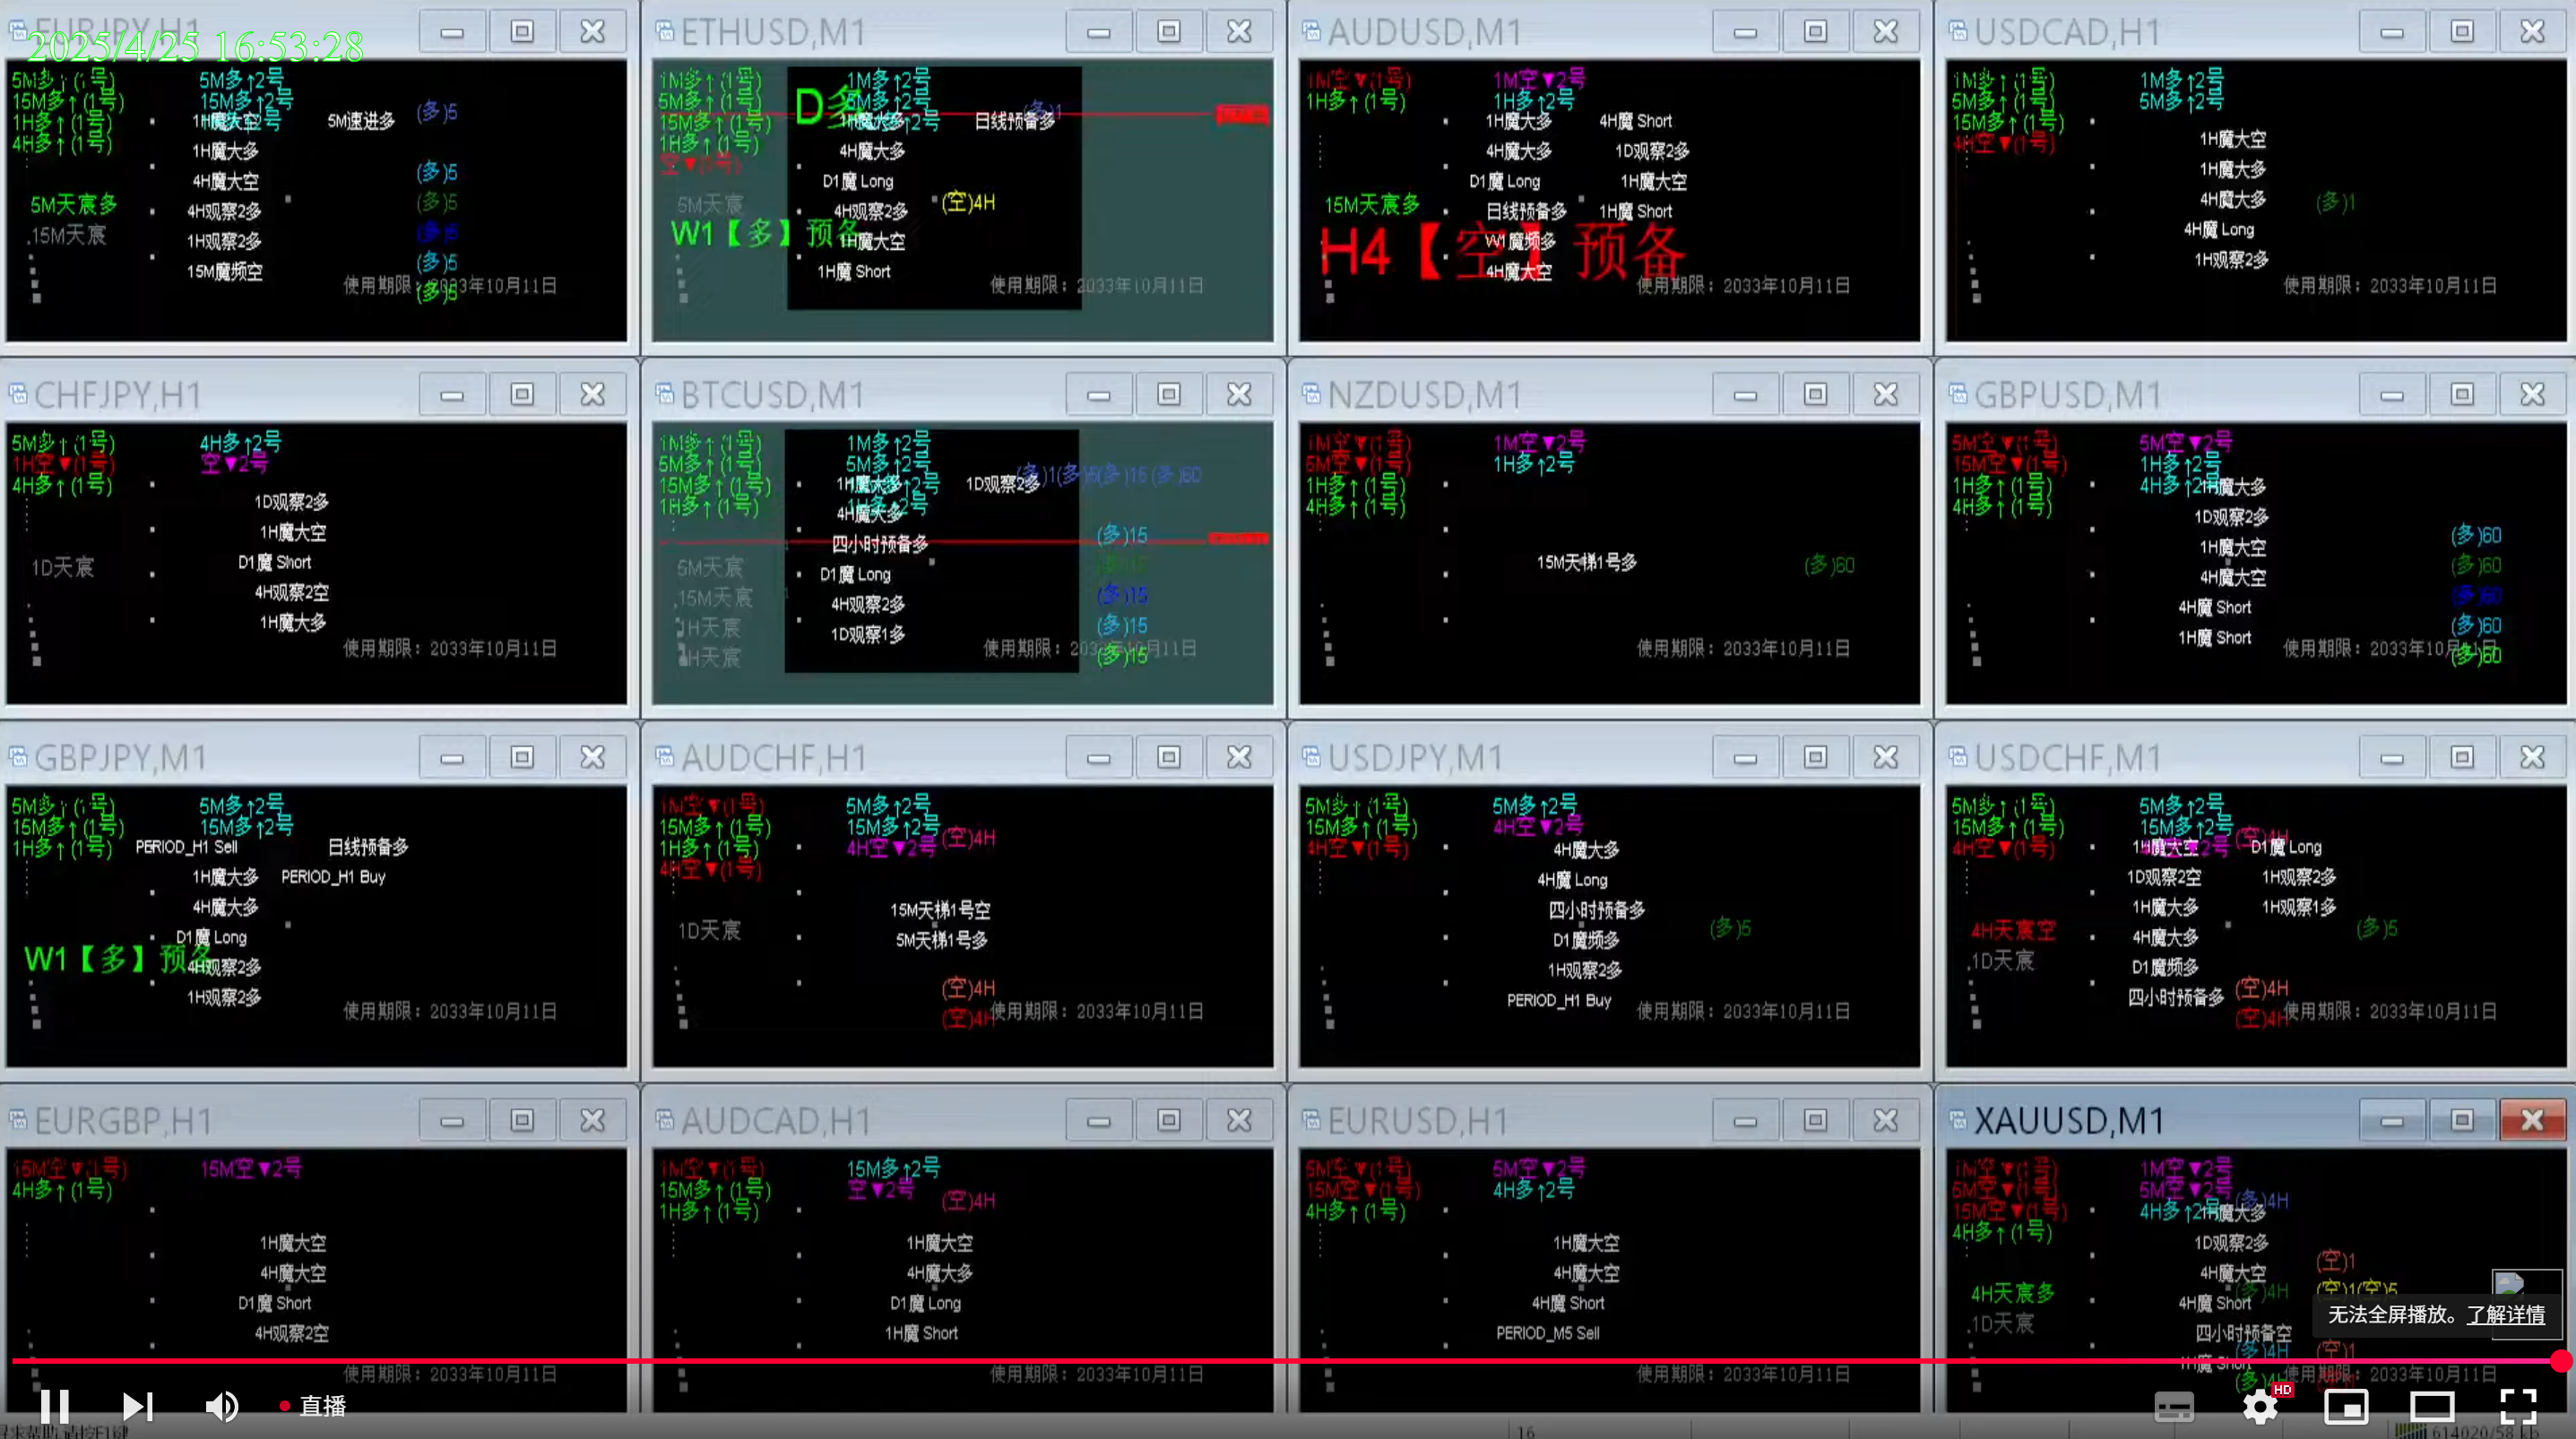 EURJPY,H1
2025/4/25 16:53:28
5M多↑(1号) 5M多↑2号
15M多↑(1号) 15M多↑2号 (多)5
1H多↑(1号) 1H魔大空 5M速进多
4H多↑(1号) 1H魔大多
4H魔大空 (多)5
5M天宸多 4H观察2多 (多)5
.15M天宸 1H观察2多 (多)5
15M魔频空 (多)5
使用期限：2033年10月11日
(多)5
ETHUSD,M1
1M多↑(1号) 1M多↑2号
5M多↑(1号) D多 5M多↑2号
15M多↑(1号) 1H魔大多 日线预备多 (多)1
1H多↑(1号) 4H魔大多
空▼(1号)
D1魔 Long
5M天宸 4H观察2多 (空)4H
W1【多】预备 1H魔大空
1H魔 Short
使用期限：2033年10月11日
AUDUSD,M1
1M空▼(1号) 1M空▼2号
1H多↑(1号) 1H多↑2号
1H魔大多 4H魔 Short
4H魔大多 1D观察2多
D1魔 Long 1H魔大空
15M天宸多 日线预备多 1H魔 Short
H4【空】预备 W1魔频多
4H魔大空
使用期限：2033年10月11日
USDCAD,H1
1M多↑(1号) 1M多↑2号
5M多↑(1号) 5M多↑2号
15M多↑(1号)
4H空▼(1号) 1H魔大空
1H魔大多
4H魔大多 (多)1
4H魔 Long
1H观察2多
使用期限：2033年10月11日
CHFJPY,H1
5M多↑(1号) 4H多↑2号
1H空▼(1号) 空▼2号
4H多↑(1号)
1D观察2多
1H魔大空
1D天宸 D1魔 Short
4H观察2空
1H魔大多
使用期限：2033年10月11日
BTCUSD,M1
1M多↑(1号) 1M多↑2号
5M多↑(1号) 5M多↑2号
15M多↑(1号) 1H魔大多 1D观察2多 (多)1(多)5(多)15(多)60
1H多↑(1号) 4H魔大多
四小时预备多 (多)15
5M天宸 D1魔 Long
.15M天宸 4H观察2多 (多)15
1H天宸 1D观察1多 (多)15
使用期限：2033年10月11日
(多)15
NZDUSD,M1
1M空▼(1号) 1M空▼2号
5M空▼(1号) 1H多↑2号
1H多↑(1号)
4H多↑(1号)
15M天梯1号多 (多)60
使用期限：2033年10月11日
GBPUSD,M1
5M空▼(1号) 5M空▼2号
15M空▼(1号) 1H多↑2号
1H多↑(1号) 4H多↑2号 1H魔大多
4H多↑(1号) 1D观察2多
1H魔大空 (多)60
4H魔大空 (多)60
4H魔 Short (多)60
1H魔 Short (多)60
使用期限：2033年10月11日
(多)60
GBPJPY,M1
5M多↑(1号) 5M多↑2号
15M多↑(1号) 15M多↑2号
1H多↑(1号) PERIOD_H1 Sell 日线预备多
1H魔大多 PERIOD_H1 Buy
4H魔大多
D1魔 Long
W1【多】预备 4H观察2多
1H观察2多
使用期限：2033年10月11日
AUDCHF,H1
1M空▼(1号) 5M多↑2号
15M多↑(1号) 15M多↑2号 (空)4H
1H多↑(1号) 4H空▼2号
4H空▼(1号)
15M天梯1号空
1D天宸 5M天梯1号多
(空)4H
(空)4H 使用期限：2033年10月11日
USDJPY,M1
5M多↑(1号) 5M多↑2号
15M多↑(1号) 4H空▼2号
4H空▼(1号) 4H魔大多
4H魔 Long
四小时预备多 (多)5
D1魔频多
1H观察2多
PERIOD_H1 Buy 使用期限：2033年10月11日
USDCHF,M1
5M多↑(1号) 5M多↑2号
15M多↑(1号) 15M多↑2号 (空)4H
4H空▼(1号) 1H魔大空 D1魔 Long
1D观察2空 1H观察2多
1H魔大多 1H观察1多
4H天宸空 4H魔大多 (多)5
.1D天宸 D1魔频多
四小时预备多 (空)4H
(空)4H 使用期限：2033年10月11日
EURGBP,H1
15M空▼(1号) 15M空▼2号
4H多↑(1号)
1H魔大空
4H魔大空
D1魔 Short
4H观察2空
使用期限：2033年10月11日
AUDCAD,H1
1M空▼(1号) 15M多↑2号
15M多↑(1号) 空▼2号 (空)4H
1H多↑(1号)
1H魔大空
4H魔大多
D1魔 Long
1H魔 Short
使用期限：2033年10月11日
EURUSD,H1
5M空▼(1号) 5M空▼2号
15M空▼(1号) 4H多↑2号
4H多↑(1号)
1H魔大空
4H魔大空
4H魔 Short
PERIOD_M5 Sell
使用期限：2033年10月11日
XAUUSD,M1
1M空▼(1号) 1M空▼2号
5M空▼(1号) 5M空▼2号
15M空▼(1号) 4H多↑2号 1H魔大多 (多)4H
4H多↑(1号) 1D观察2多
4H魔大空 (空)1
4H天宸多 4H魔 Short (多)4H (空)1(空)5
.1D天宸 四小时预备空
无法全屏播放。了解详情
(多)4H (空)1
1H魔 Short
使用期限：2033年10月11日
直播
HD
16
614020/58 kb